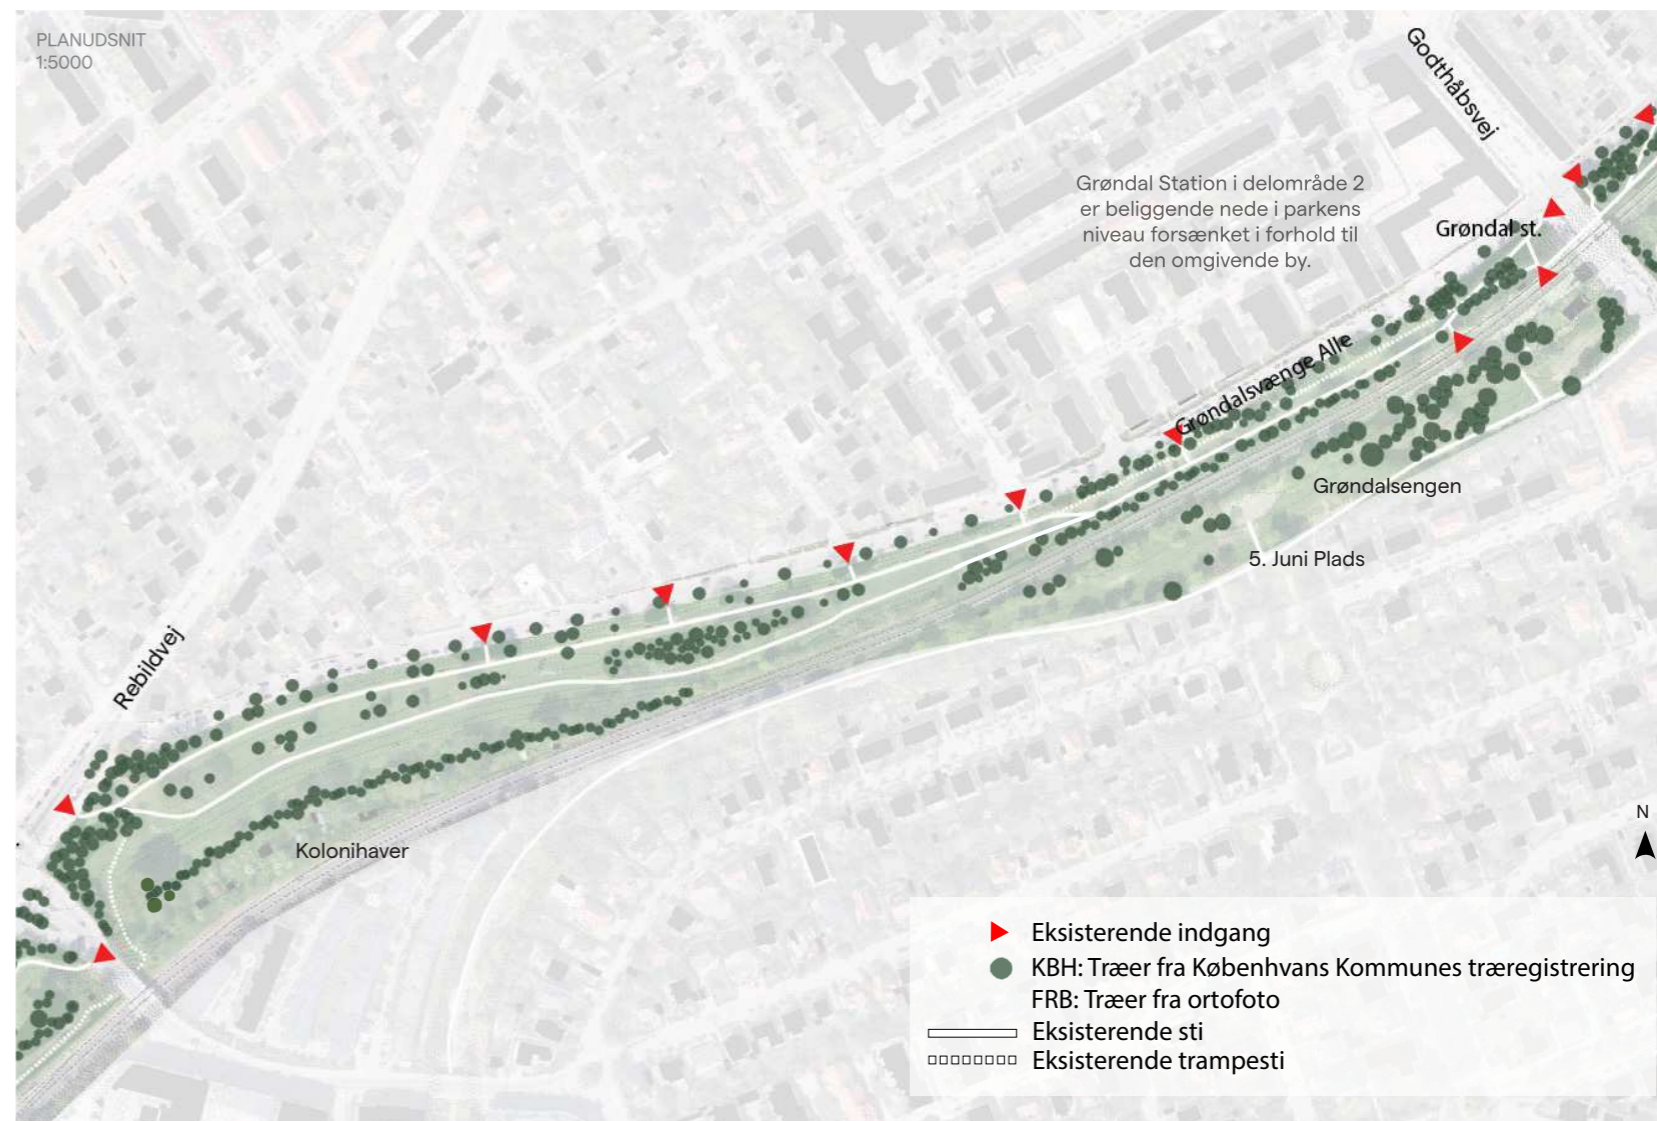 PLANUDSNIT
1:5000
Godthåbsvej
Grøndal Station i delområde 2
er beliggende nede i parkens
niveau forsænket i forhold til
den omgivende by.
Grøndal st.
Grøndalsvænge Alle
Grøndalsengen
5. Juni Plads
Rebildvej
Kolonihaver
N
Eksisterende indgang
KBH: Træer fra Københvans Kommunes træregistrering
FRB: Træer fra ortofoto
Eksisterende sti
Eksisterende trampesti